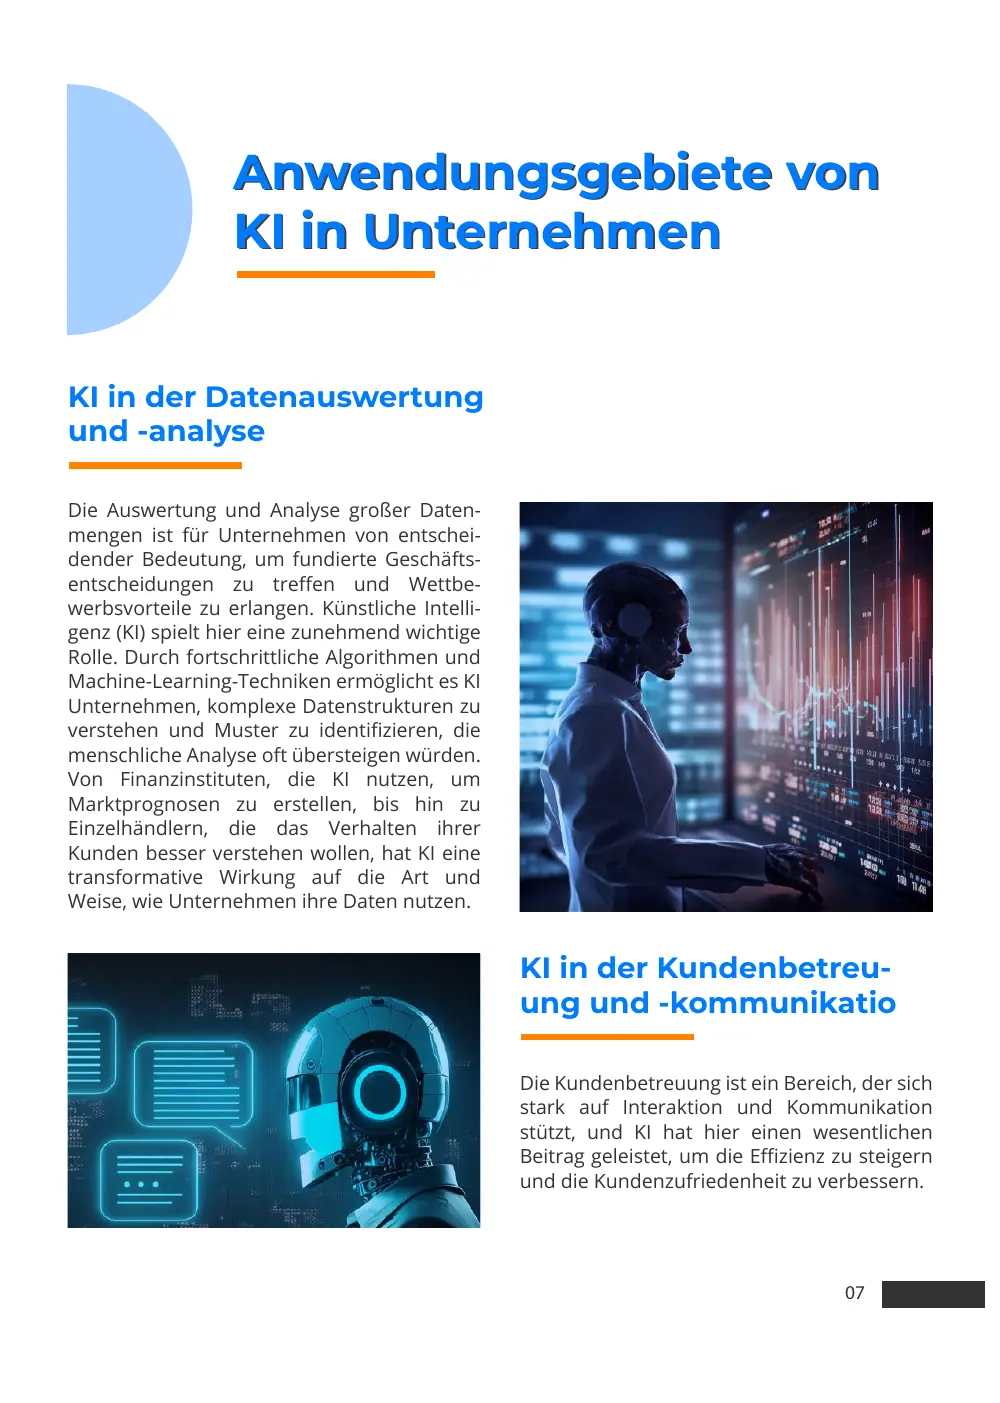 Anwendungsgebiete von
KI in Unternehmen
KI in der Datenauswertung
und -analyse
Die Auswertung und Analyse großer Daten-
mengen ist für Unternehmen von entschei-
dender Bedeutung, um fundierte Geschäfts-
entscheidungen zu treffen und Wettbe-
werbsvorteile zu erlangen. Künstliche Intelli-
genz (KI) spielt hier eine zunehmend wichtige
Rolle. Durch fortschrittliche Algorithmen und
Machine-Learning-Techniken ermöglicht es KI
Unternehmen, komplexe Datenstrukturen zu
verstehen und Muster zu identifizieren, die
menschliche Analyse oft übersteigen würden.
Von Finanzinstituten, die KI nutzen, um
Marktprognosen zu erstellen, bis hin zu
Einzelhändlern, die das Verhalten ihrer
Kunden besser verstehen wollen, hat KI eine
transformative Wirkung auf die Art und
Weise, wie Unternehmen ihre Daten nutzen.
KI in der Kundenbetreu-
ung und -kommunikatio
Die Kundenbetreuung ist ein Bereich, der sich
stark auf Interaktion und Kommunikation
stützt, und KI hat hier einen wesentlichen
Beitrag geleistet, um die Effizienz zu steigern
und die Kundenzufriedenheit zu verbessern.
07